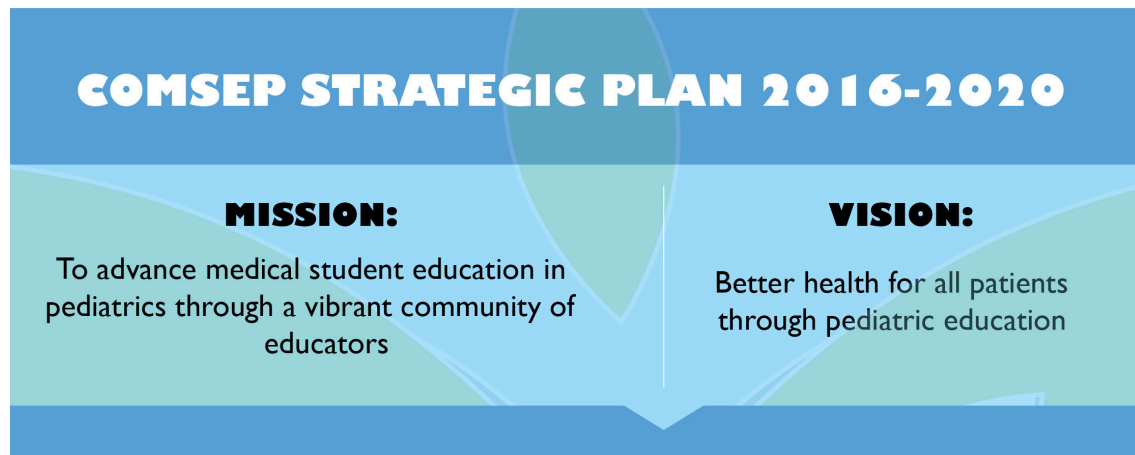 COMSEP STRATEGIC PLAN 2016-2020
MISSION:
To advance medical student education in
pediatrics through a vibrant community of
educators
VISION:
Better health for all patients
through pediatric education